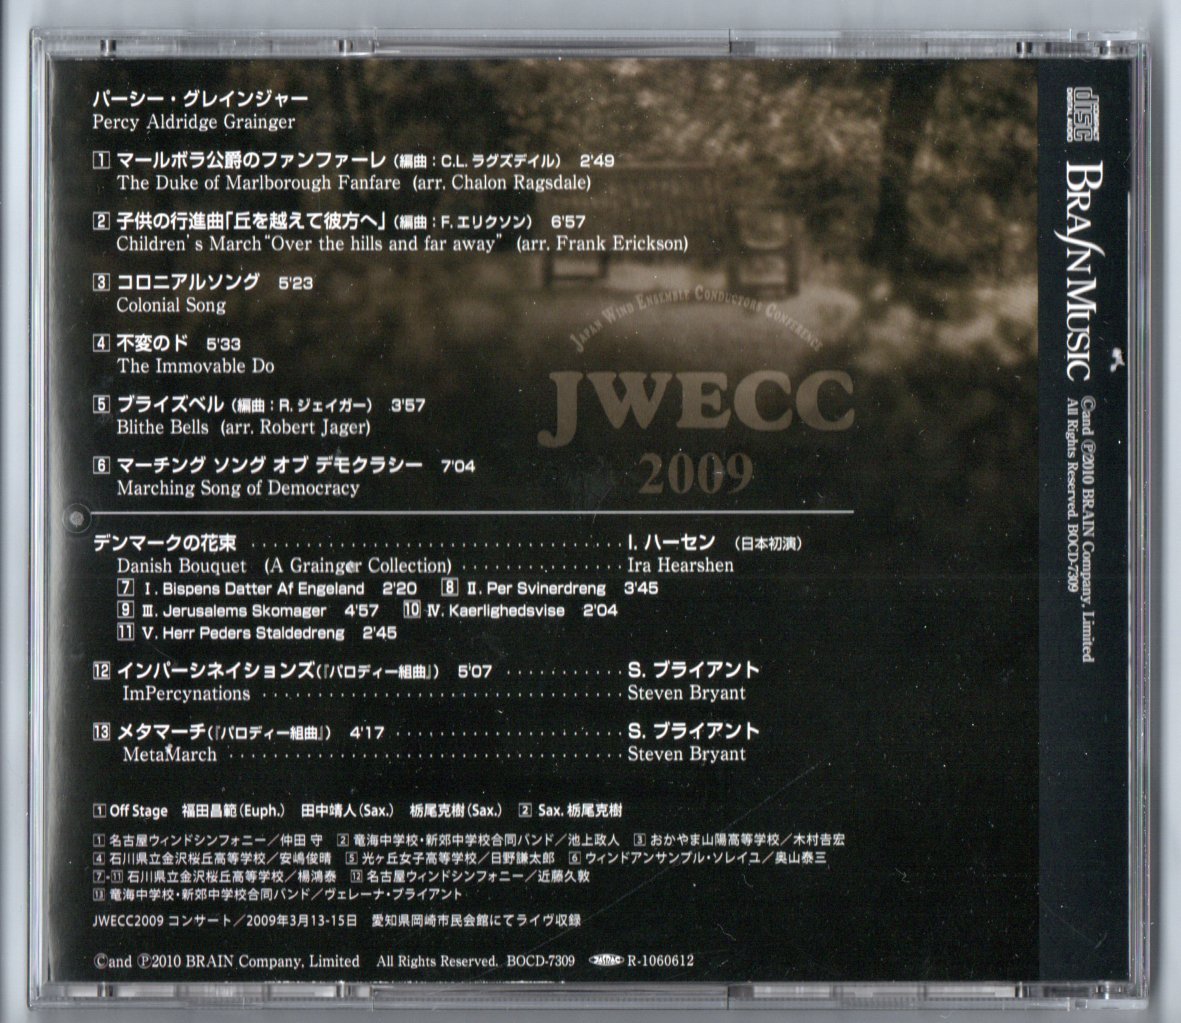 パーシー・グレインジャー
Percy Aldridge Grainger
1 マールボラ公爵のファンファーレ（編曲：C.L. ラグズデイル） 2'49
The Duke of Marlborough Fanfare (arr. Chalon Ragsdale)
2 子供の行進曲「丘を越えて彼方へ」（編曲：F. エリクソン） 6'57
Children's March "Over the hills and far away" (arr. Frank Erickson)
3 コロニアルソング 5'23
Colonial Song
4 不変のド 5'33
The Immovable Do
5 ブライズベル（編曲：R. ジェイガー） 3'57
Blithe Bells (arr. Robert Jager)
6 マーチング ソング オブ デモクラシー 7'04
Marching Song of Democracy
JAPAN WIND ENSEMBLE CONDUCTORS CONFERENCE
JWECC
2009
デンマークの花束 I. ハーセン （日本初演）
Danish Bouquet (A Grainger Collection) Ira Hearshen
7 Ⅰ. Bispens Datter Af Engeland 2'20 8 Ⅱ. Per Svinerdreng 3'45
9 Ⅲ. Jerusalems Skomager 4'57 10 Ⅳ. Kaerlighedsvise 2'04
11 Ⅴ. Herr Peders Staldedreng 2'45
12 インパーシネイションズ（『パロディー組曲』） 5'07 S. ブライアント
ImPercynations Steven Bryant
13 メタマーチ（『パロディー組曲』） 4'17 S. ブライアント
MetaMarch Steven Bryant
1 Off Stage 福田昌範（Euph.） 田中靖人（Sax.） 栃尾克樹（Sax.） 2 Sax. 栃尾克樹
1 名古屋ウィンドシンフォニー／仲田 守 2 竜海中学校・新郊中学校合同バンド／池上政人 3 おかやま山陽高等学校／木村吉宏
4 石川県立金沢桜丘高等学校／安嶋俊晴 5 光ヶ丘女子高等学校／日野謙太郎 6 ウィンドアンサンブル・ソレイユ／奥山泰三
7-11 石川県立金沢桜丘高等学校／楊鴻泰 12 名古屋ウィンドシンフォニー／近藤久敦
13 竜海中学校・新郊中学校合同バンド／ヴェレーナ・ブライアント
JWECC2009 コンサート／2009年3月13-15日 愛知県岡崎市民会館にてライヴ収録
©and ℗2010 BRAIN Company, Limited All Rights Reserved. BOCD-7309 JASRAC R-1060612
COMPACT disc DIGITAL AUDIO
BRAIN MUSIC
©and ℗2010 BRAIN Company, Limited
All Rights Reserved. BOCD-7309